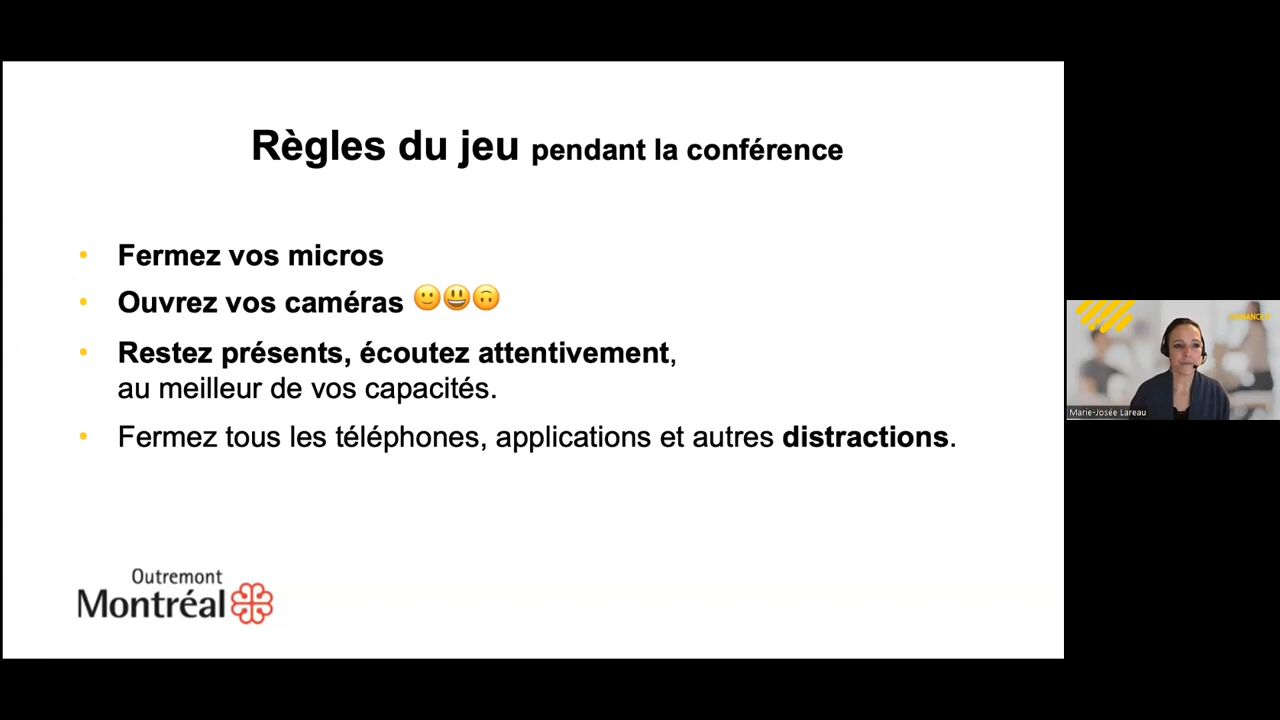 Règles du jeu pendant la conférence
• Fermez vos micros
• Ouvrez vos caméras 🙂😃🙃
• Restez présents, écoutez attentivement,
au meilleur de vos capacités.
• Fermez tous les téléphones, applications et autres distractions.
Outremont
Montréal
Marie-Josée Lareau